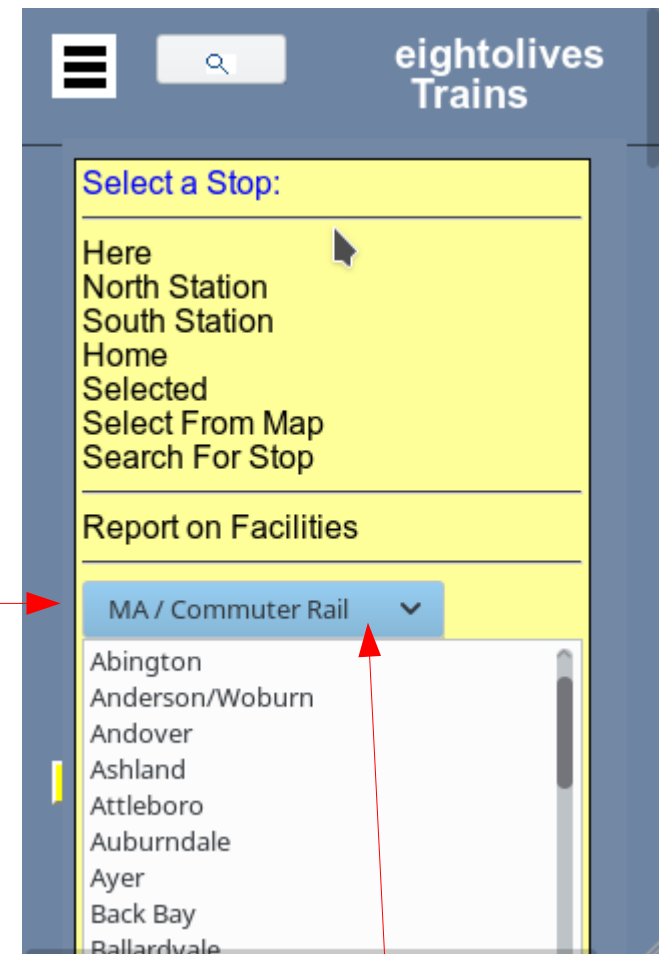 eightolives
Trains
Select a Stop:
Here
North Station
South Station
Home
Selected
Select From Map
Search For Stop
Report on Facilities
MA / Commuter Rail
Abington
Anderson/Woburn
Andover
Ashland
Attleboro
Auburndale
Ayer
Back Bay
Ballardvale